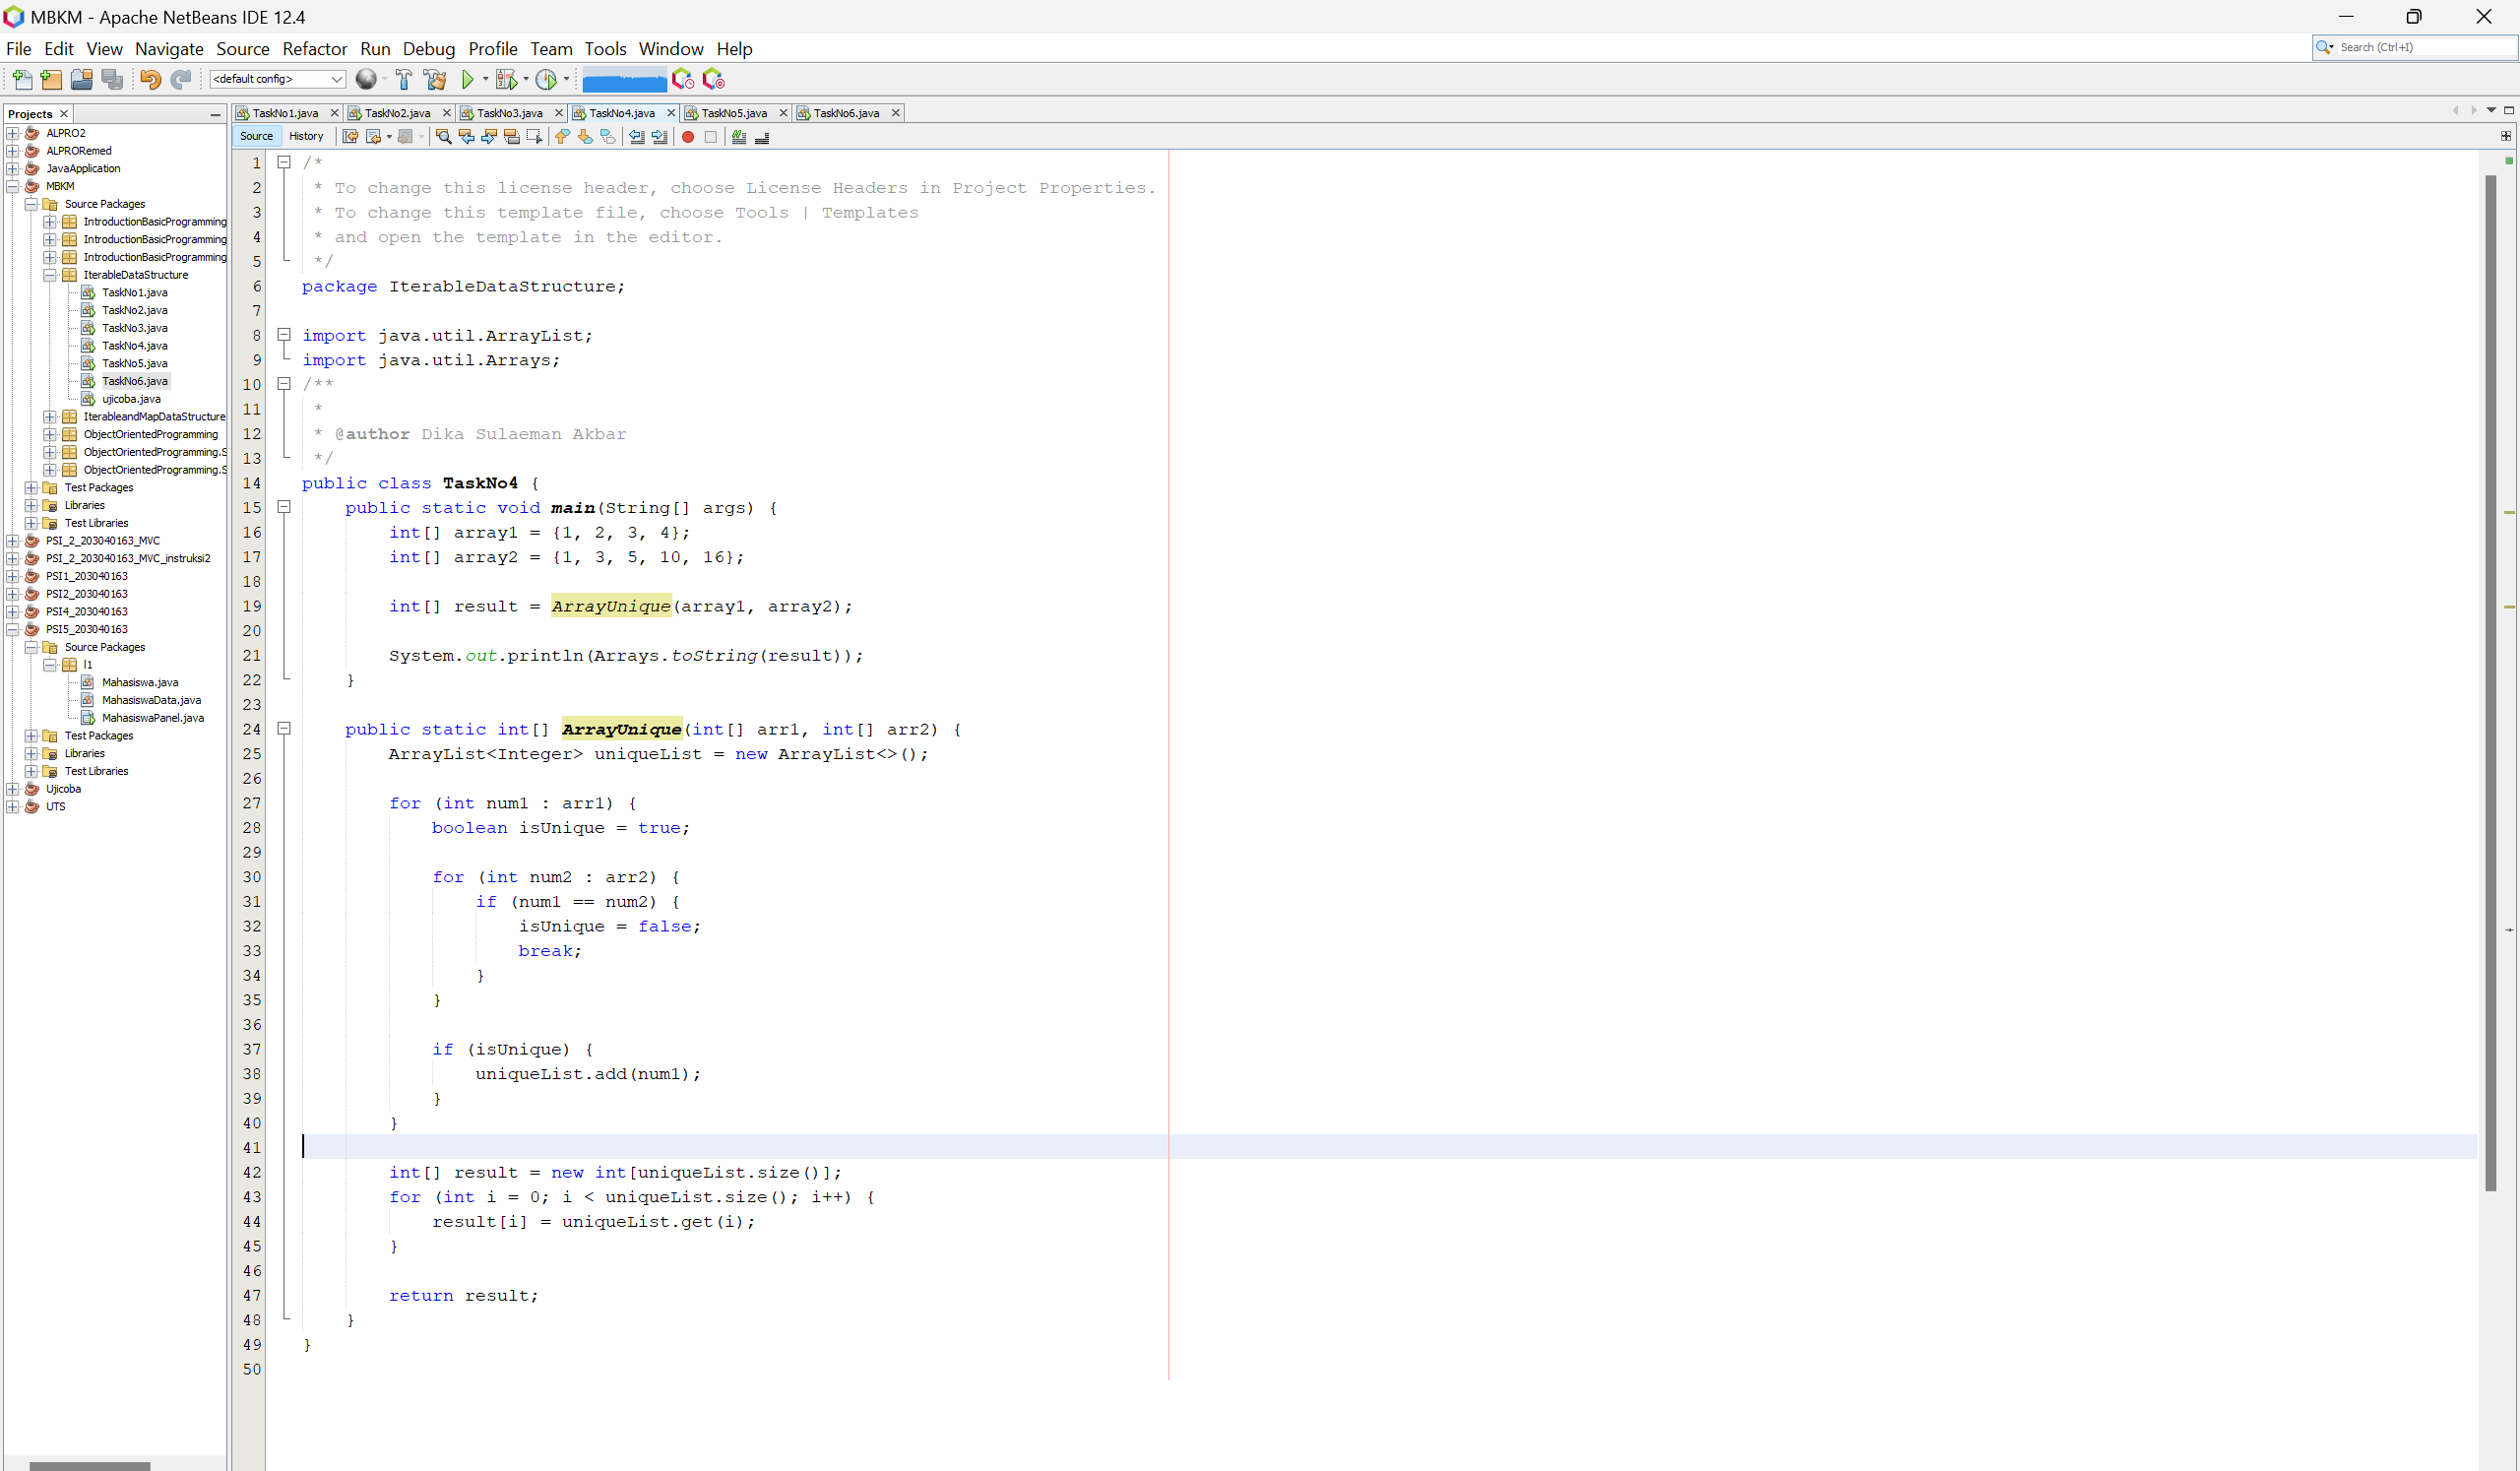 MBKM - Apache NetBeans IDE 12.4
File Edit View Navigate Source Refactor Run Debug Profile Team Tools Window Help
Search (Ctrl+I)
<default config>
Projects
ALPRO2
ALPRORemed
JavaApplication
MBKM
Source Packages
IntroductionBasicProgramming
IntroductionBasicProgramming
IntroductionBasicProgramming
IterableDataStructure
TaskNo1.java
TaskNo2.java
TaskNo3.java
TaskNo4.java
TaskNo5.java
TaskNo6.java
ujicoba.java
IterableandMapDataStructure
ObjectOrientedProgramming
ObjectOrientedProgramming.S
ObjectOrientedProgramming.S
Test Packages
Libraries
Test Libraries
PSI_2_203040163_MVC
PSI_2_203040163_MVC_instruksi2
PSI1_203040163
PSI2_203040163
PSI4_203040163
PSI5_203040163
Source Packages
l1
Mahasiswa.java
MahasiswaData.java
MahasiswaPanel.java
Test Packages
Libraries
Test Libraries
Ujicoba
UTS
TaskNo1.java TaskNo2.java TaskNo3.java TaskNo4.java TaskNo5.java TaskNo6.java
Source History
1 /*
2 * To change this license header, choose License Headers in Project Properties.
3 * To change this template file, choose Tools | Templates
4 * and open the template in the editor.
5 */
6 package IterableDataStructure;
7
8 import java.util.ArrayList;
9 import java.util.Arrays;
10 /**
11 *
12 * @author Dika Sulaeman Akbar
13 */
14 public class TaskNo4 {
15 public static void main(String[] args) {
16 int[] array1 = {1, 2, 3, 4};
17 int[] array2 = {1, 3, 5, 10, 16};
18
19 int[] result = ArrayUnique(array1, array2);
20
21 System.out.println(Arrays.toString(result));
22 }
23
24 public static int[] ArrayUnique(int[] arr1, int[] arr2) {
25 ArrayList<Integer> uniqueList = new ArrayList<>();
26
27 for (int num1 : arr1) {
28 boolean isUnique = true;
29
30 for (int num2 : arr2) {
31 if (num1 == num2) {
32 isUnique = false;
33 break;
34 }
35 }
36
37 if (isUnique) {
38 uniqueList.add(num1);
39 }
40 }
41
42 int[] result = new int[uniqueList.size()];
43 for (int i = 0; i < uniqueList.size(); i++) {
44 result[i] = uniqueList.get(i);
45 }
46
47 return result;
48 }
49 }
50